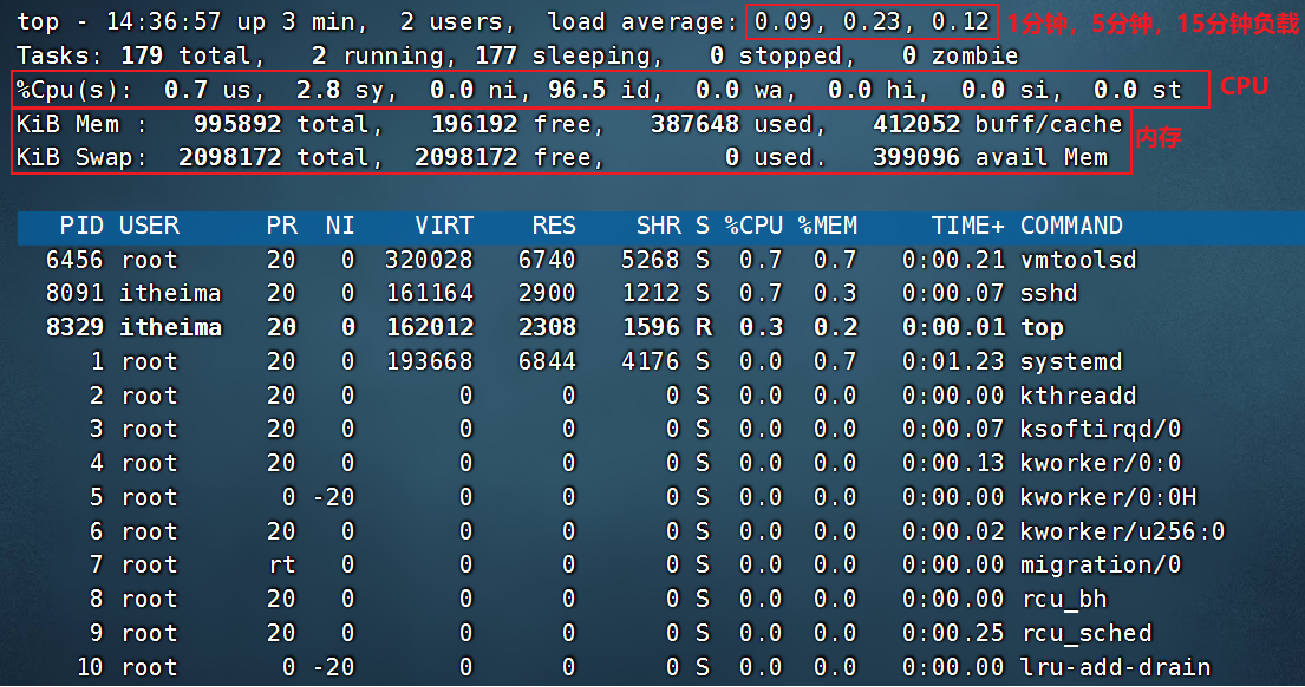 top - 14:36:57 up 3 min,  2 users,  load average: 0.09, 0.23, 0.12 1分钟，5分钟，15分钟负载
Tasks: 179 total,   2 running, 177 sleeping,   0 stopped,   0 zombie
%Cpu(s):  0.7 us,  2.8 sy,  0.0 ni, 96.5 id,  0.0 wa,  0.0 hi,  0.0 si,  0.0 st CPU
KiB Mem :   995892 total,   196192 free,   387648 used,   412052 buff/cache 内存
KiB Swap:  2098172 total,  2098172 free,        0 used.   399096 avail Mem
PID USER      PR  NI    VIRT    RES    SHR S %CPU %MEM     TIME+ COMMAND
6456 root      20   0  320028   6740   5268 S  0.7  0.7   0:00.21 vmtoolsd
8091 itheima   20   0  161164   2900   1212 S  0.7  0.3   0:00.07 sshd
8329 itheima   20   0  162012   2308   1596 R  0.3  0.2   0:00.01 top
1 root      20   0  193668   6844   4176 S  0.0  0.7   0:01.23 systemd
2 root      20   0       0      0      0 S  0.0  0.0   0:00.00 kthreadd
3 root      20   0       0      0      0 S  0.0  0.0   0:00.07 ksoftirqd/0
4 root      20   0       0      0      0 S  0.0  0.0   0:00.13 kworker/0:0
5 root       0 -20       0      0      0 S  0.0  0.0   0:00.00 kworker/0:0H
6 root      20   0       0      0      0 S  0.0  0.0   0:00.02 kworker/u256:0
7 root      rt   0       0      0      0 S  0.0  0.0   0:00.00 migration/0
8 root      20   0       0      0      0 S  0.0  0.0   0:00.00 rcu_bh
9 root      20   0       0      0      0 S  0.0  0.0   0:00.25 rcu_sched
10 root       0 -20       0      0      0 S  0.0  0.0   0:00.00 lru-add-drain